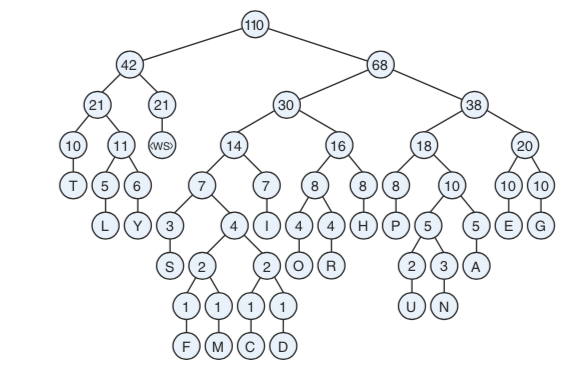 110
42 68
21 21 30 38
10 11 <WS> 14 16 18 20
T 5 6 7 7 8 8 8 10 10 10
L Y 3 4 I 4 4 H P 5 5 E G
S 2 2 O R 2 3 A
1 1 1 1 U N
F M C D